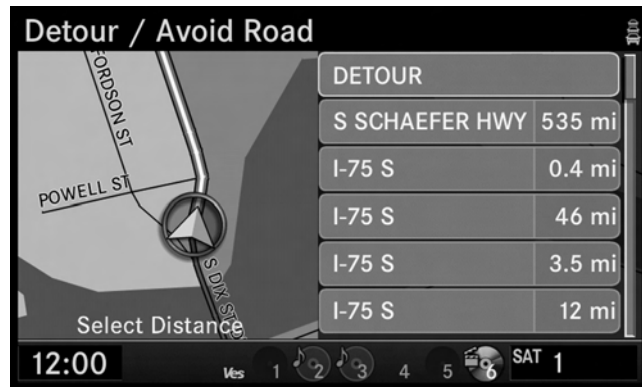 Detour / Avoid Road
FORDSON ST
POWELL ST
S DIX ST
Select Distance
DETOUR
S SCHAEFER HWY 535 mi
I-75 S 0.4 mi
I-75 S 46 mi
I-75 S 3.5 mi
I-75 S 12 mi
12:00 Ves 1 2 3 4 5 6 SAT 1